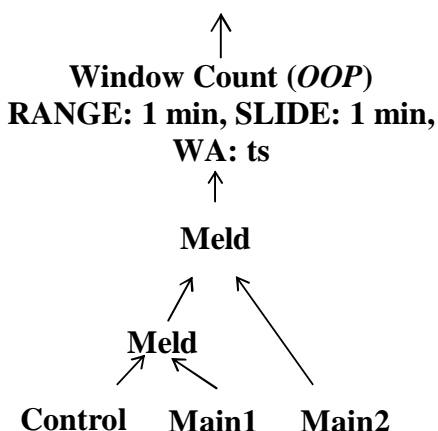 Window Count (OOP)
RANGE: 1 min, SLIDE: 1 min,
WA: ts
Meld
Meld
Control Main1 Main2